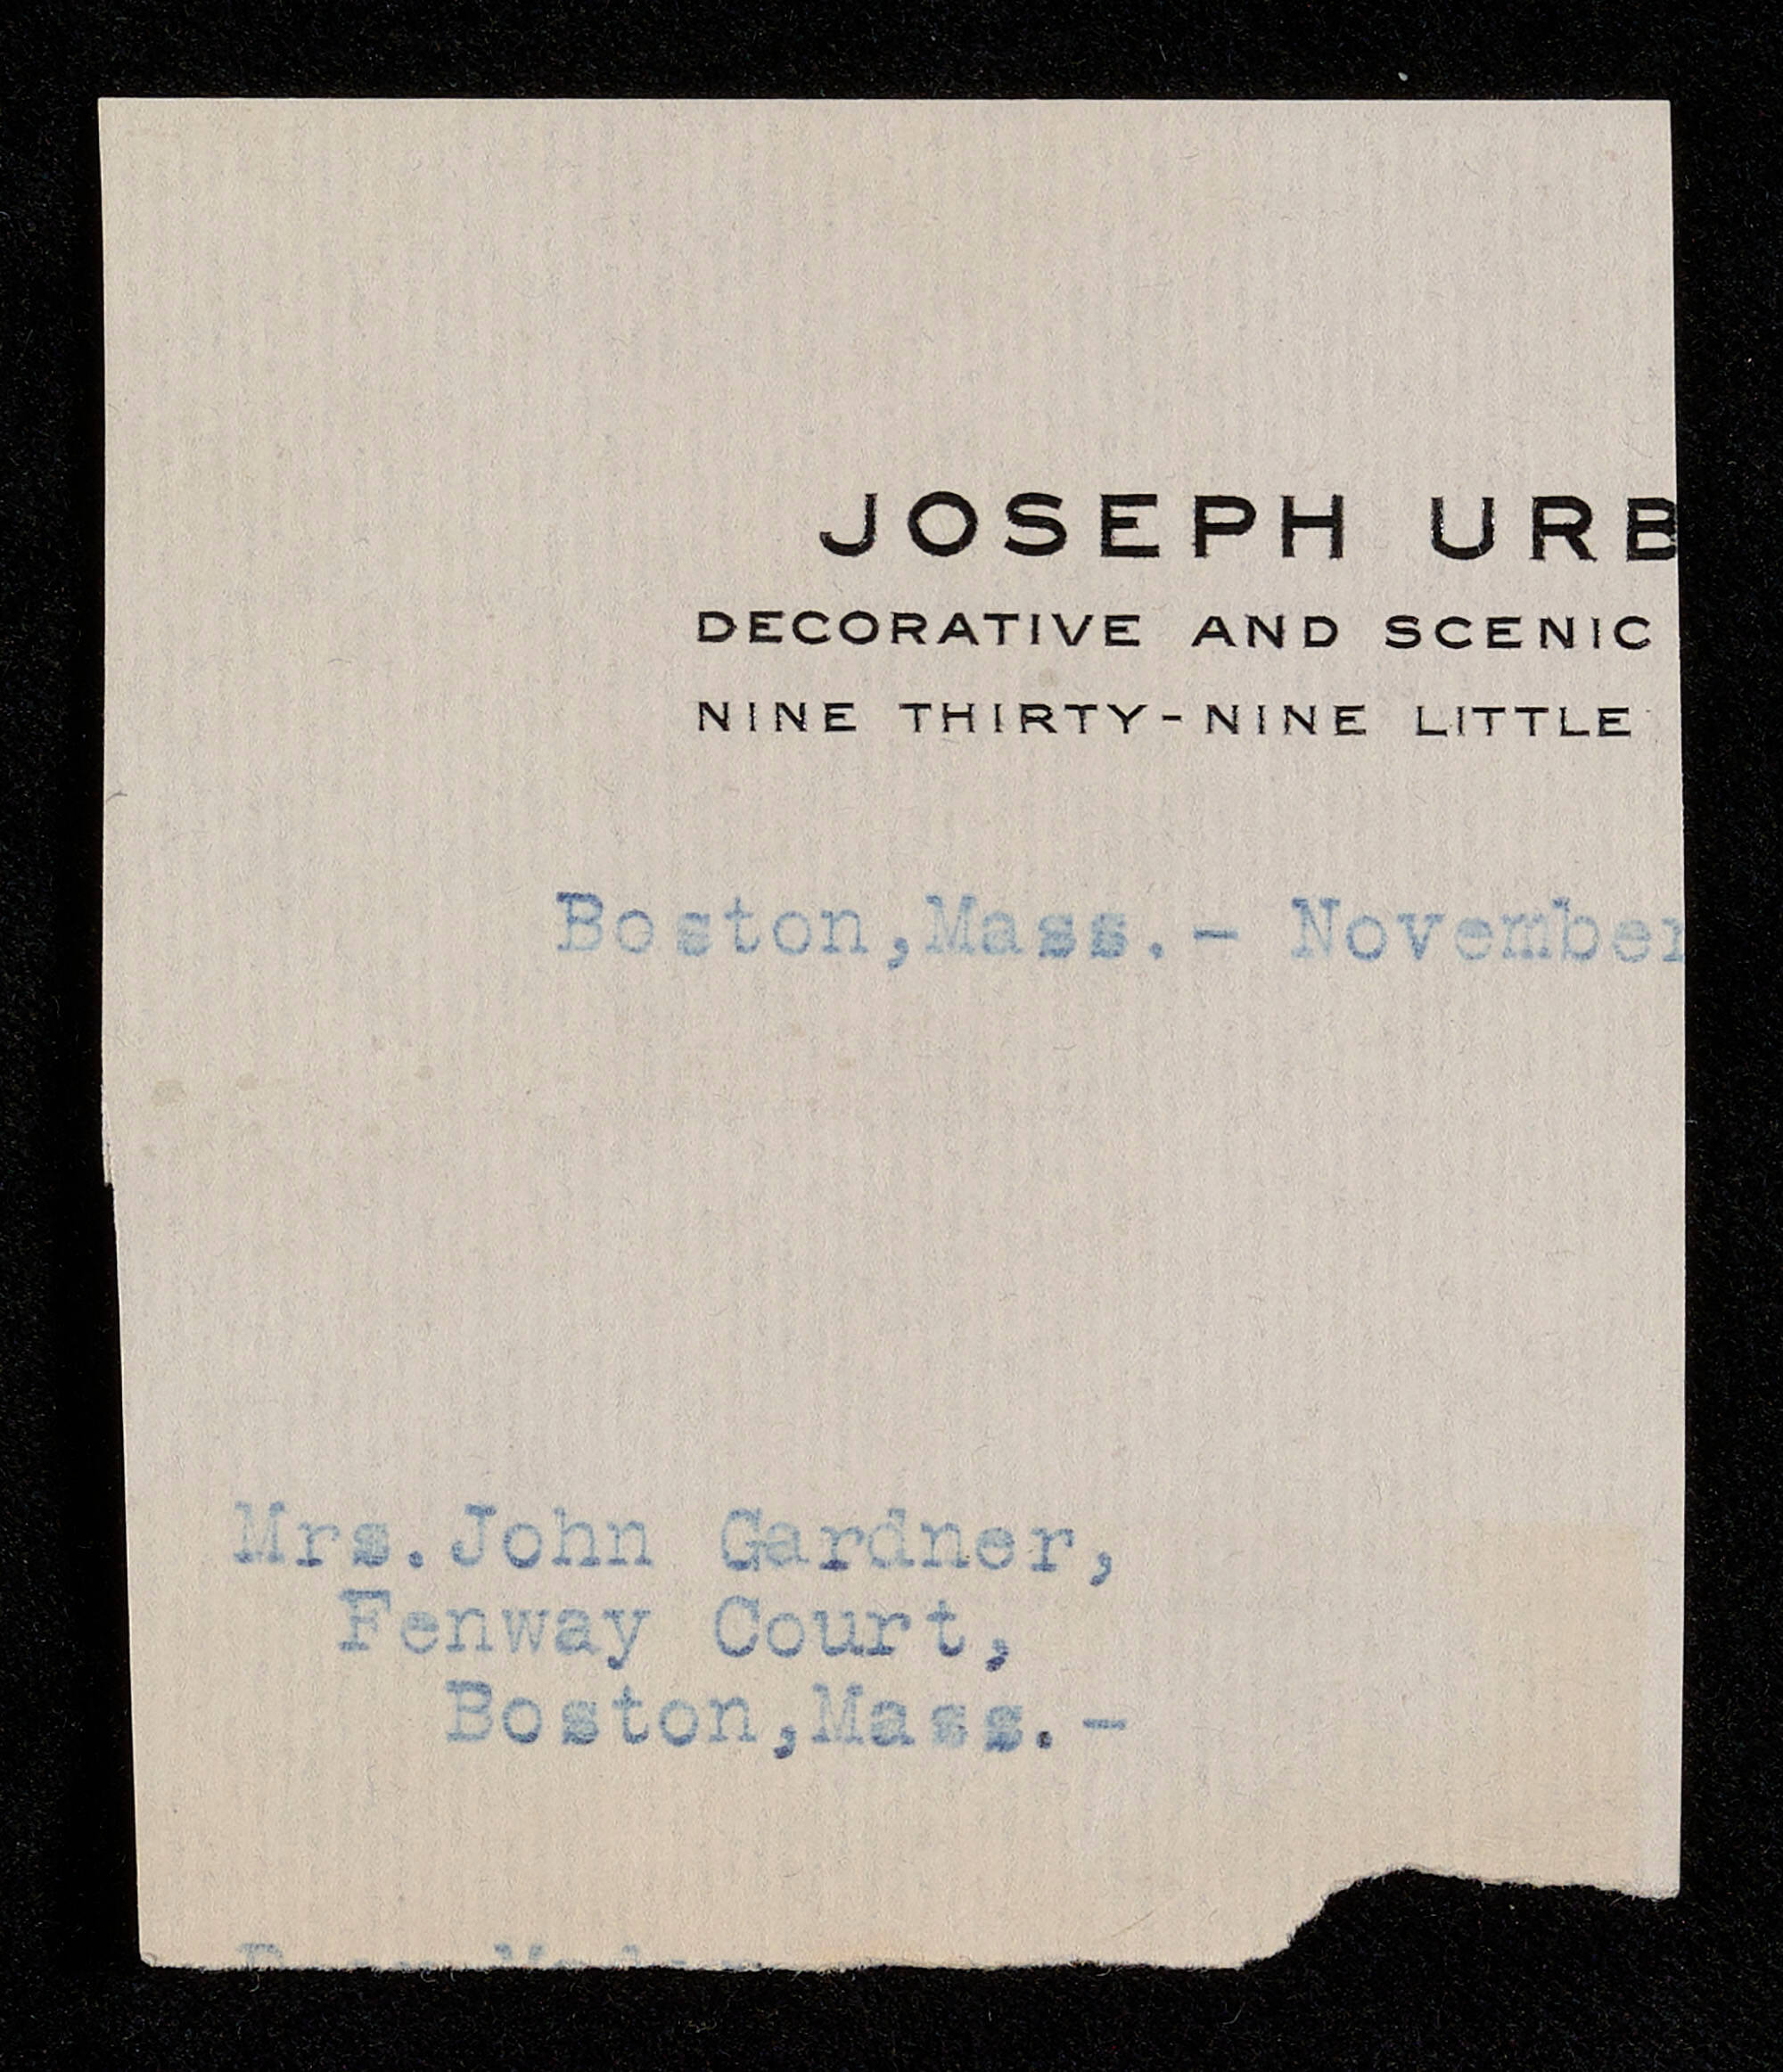 JOSEPH URB
DECORATIVE AND SCENIC
NINE THIRTY-NINE LITTLE
Boston,Mass.- November
Mrs.John Gardner,
Fenway Court,
Boston,Mass.-